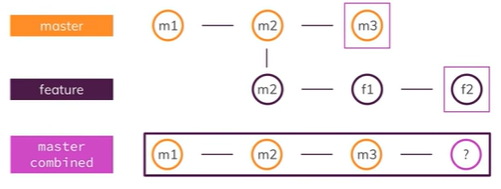 master m1 m2 m3
feature m2 f1 f2
master
combined m1 m2 m3 ?